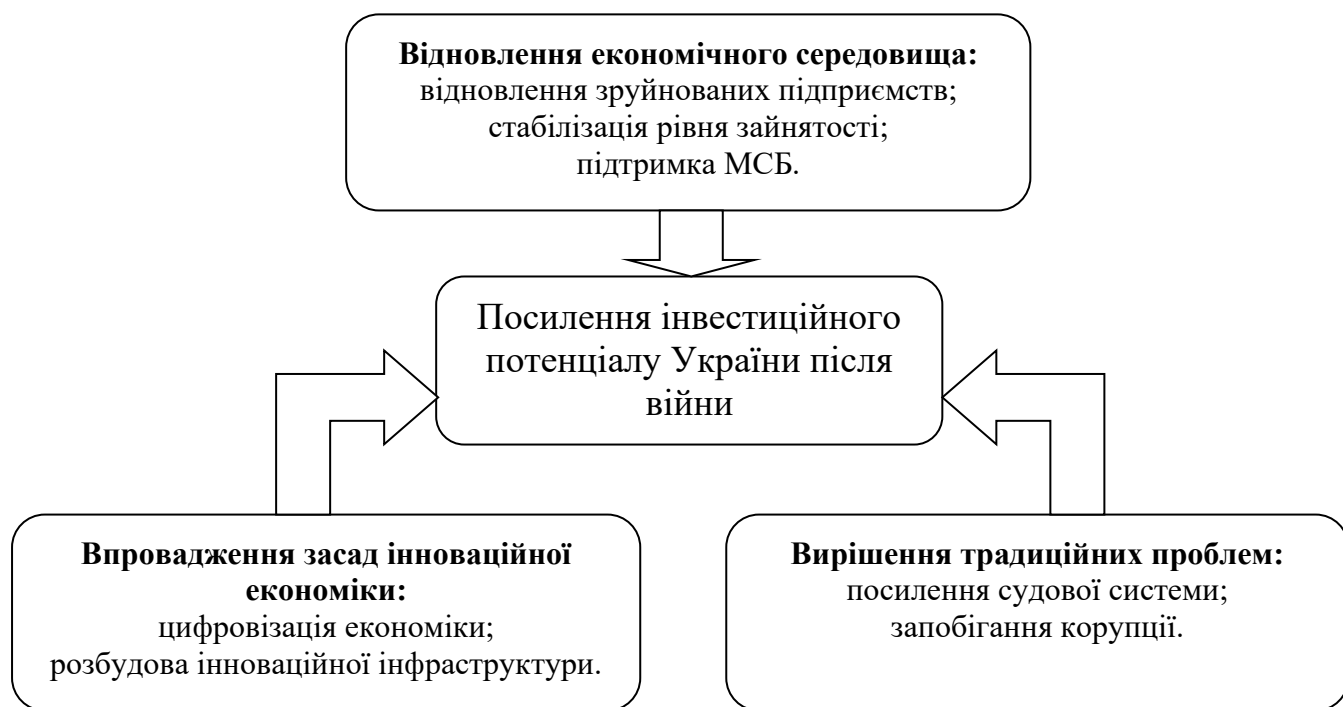 Відновлення економічного середовища:
відновлення зруйнованих підприємств;
стабілізація рівня зайнятості;
підтримка МСБ.
Посилення інвестиційного
потенціалу України після
війни
Впровадження засад інноваційної
економіки:
цифровізація економіки;
розбудова інноваційної інфраструктури.
Вирішення традиційних проблем:
посилення судової системи;
запобігання корупції.